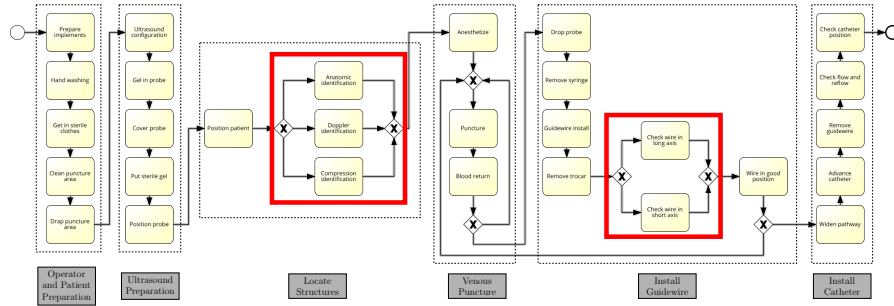 Prepare
implements
Hand washing
Get in sterile
clothes
Clean puncture
area
Drap puncture
area
Ultrasound
configuration
Gel in probe
Cover probe
Put sterile gel
Position probe
Position patient
Anatomic
identification
Doppler
identification
Compression
identification
X
X
Anesthetize
X
Puncture
Blood return
X
Drop probe
Remove syringe
Guidewire install
Remove trocar
X
Check wire in
long axis
Check wire in
short axis
X
Wire in good
position
X
Check catheter
position
Check flow and
reflow
Remove
guidewire
Advance
catheter
Widen pathway
Operator
and Patient
Preparation
Ultrasound
Preparation
Locate
Structures
Venous
Puncture
Install
Guidewire
Install
Catheter